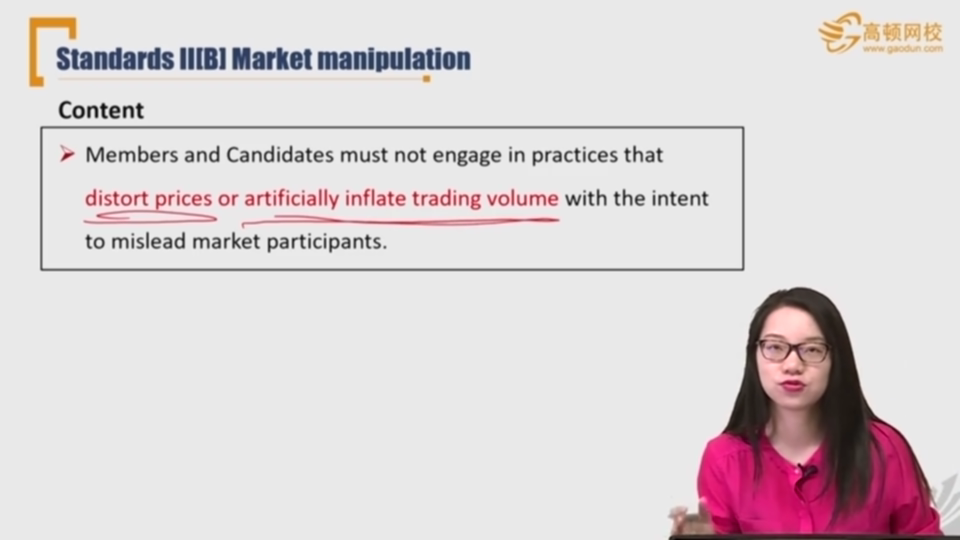 高顿网校
www.gaodun.com
Standards II[B] Market manipulation
Content
Members and Candidates must not engage in practices that
distort prices or artificially inflate trading volume with the intent
to mislead market participants.